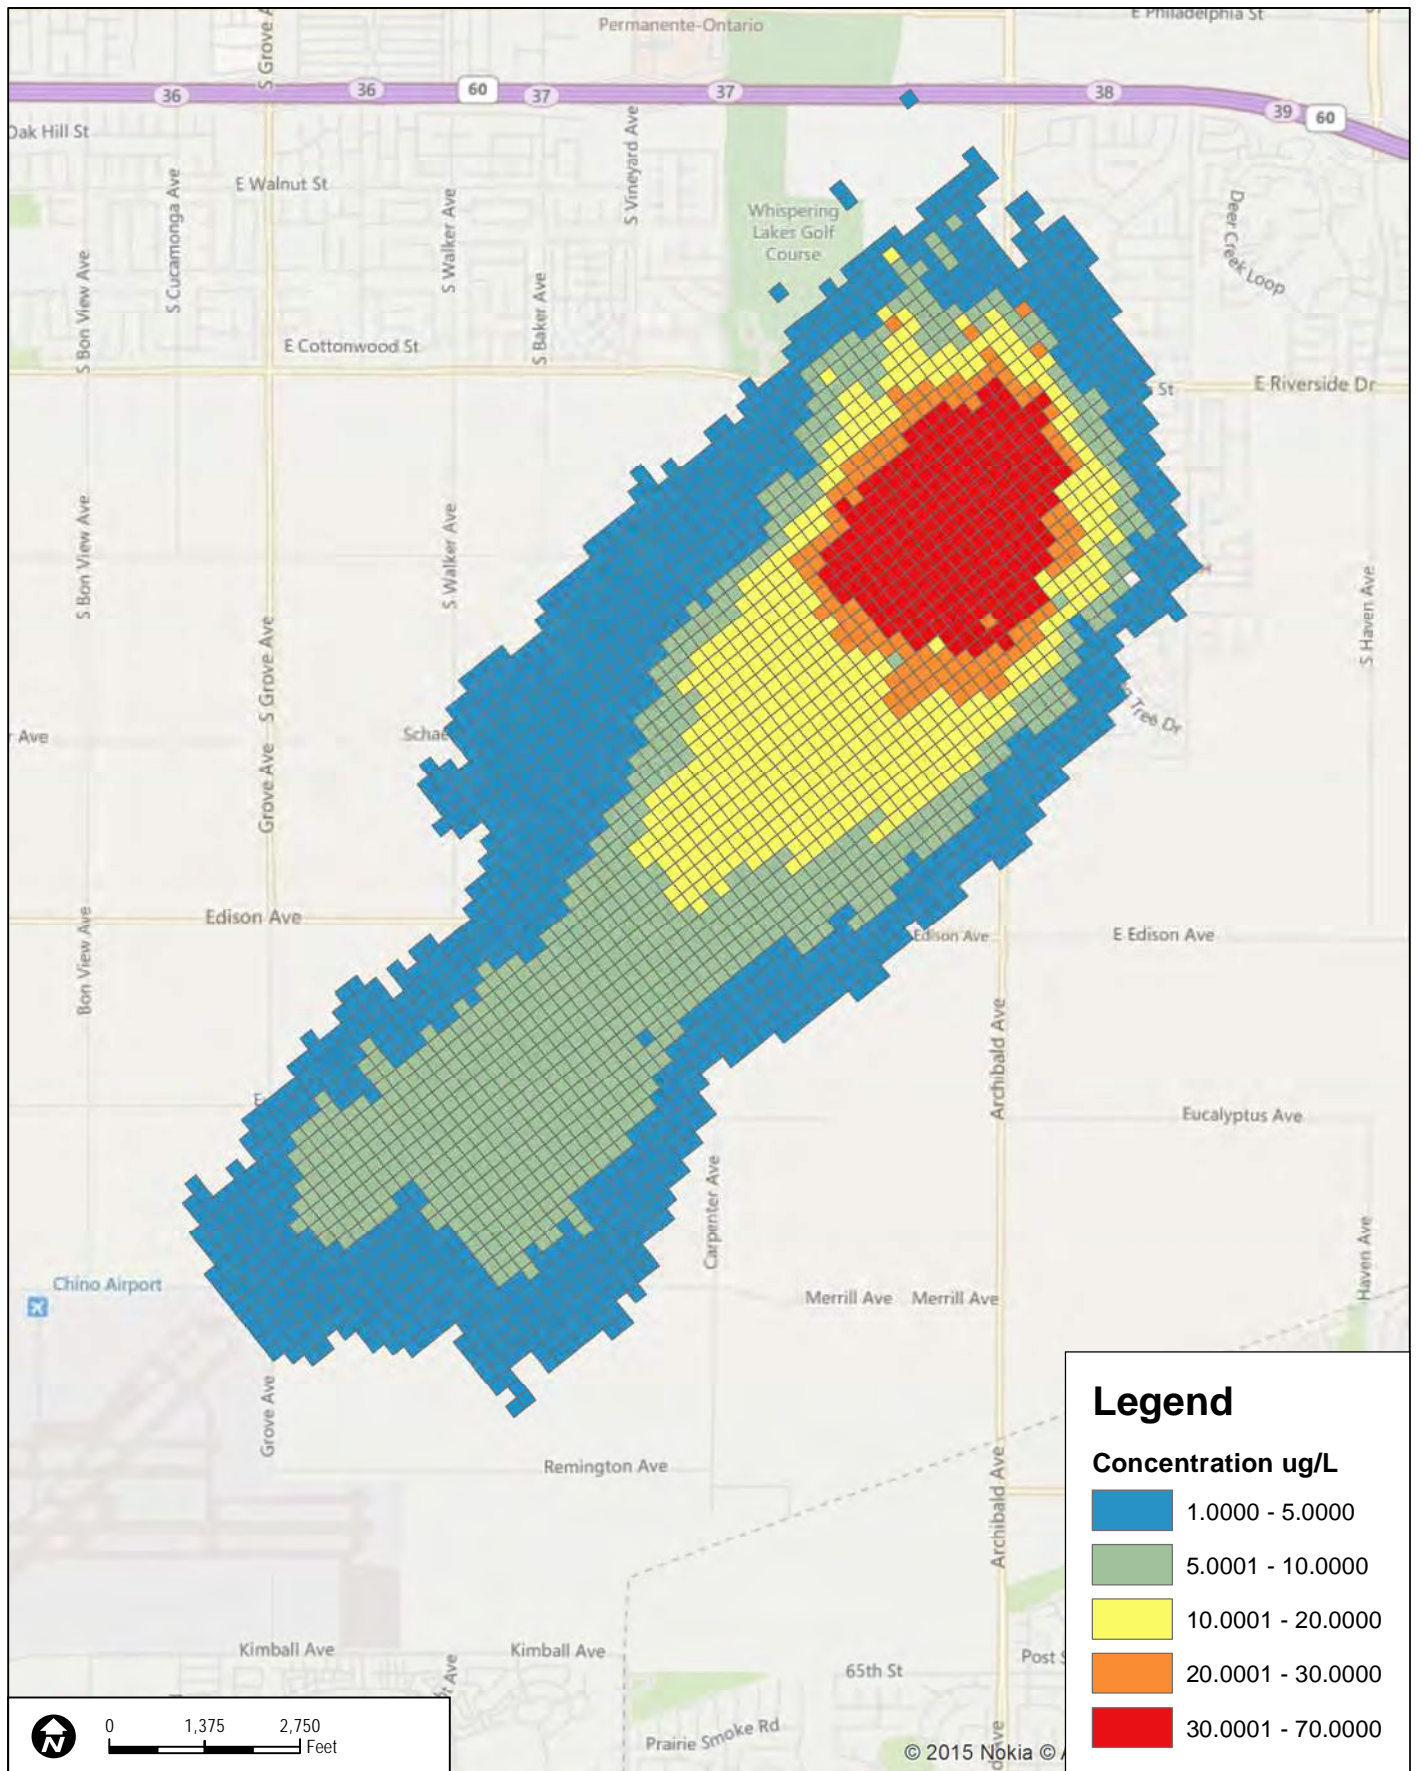 Permanente-Ontario
E Philadelphia St
S Grove A
36
36
60
37
37
38
39
60
Oak Hill St
E Walnut St
S Cucamonga Ave
S Bon View Ave
S Walker Ave
S Vineyard Ave
S Baker Ave
Whispering
Lakes Golf
Course
Deer Creek Loop
E Cottonwood St
St
E Riverside Dr
S Bon View Ave
S Walker Ave
S Grove Ave
S Haven Ave
Tree Dr
r Ave
Schae
Grove Ave
Edison Ave
Edison Ave
E Edison Ave
Bon View Ave
Archibald Ave
E
Eucalyptus Ave
Carpenter Ave
Haven Ave
Chino Airport
Merrill Ave
Merrill Ave
Grove Ave
Remington Ave
Archibald Ave
Kimball Ave
Kimball Ave
65th St
Post S
Prairie Smoke Rd
© 2015 Nokia ©
Legend
Concentration ug/L
1.0000 - 5.0000
5.0001 - 10.0000
10.0001 - 20.0000
20.0001 - 30.0000
30.0001 - 70.0000
N
0 1,375 2,750
Feet